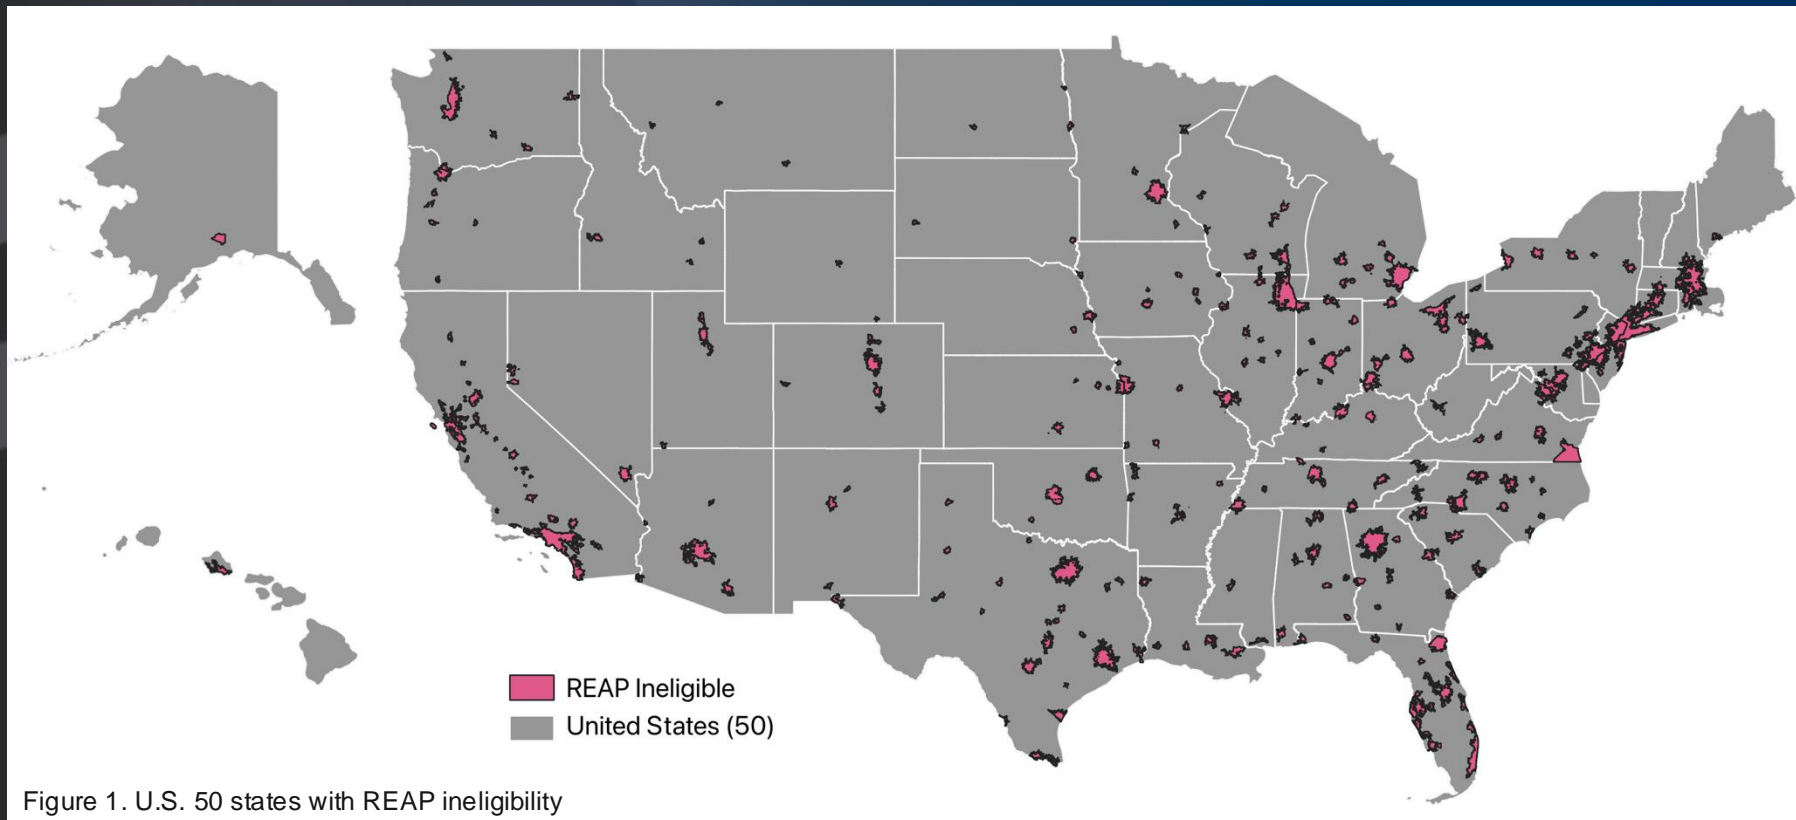 REAP Ineligible
United States (50)
Figure 1. U.S. 50 states with REAP ineligibility